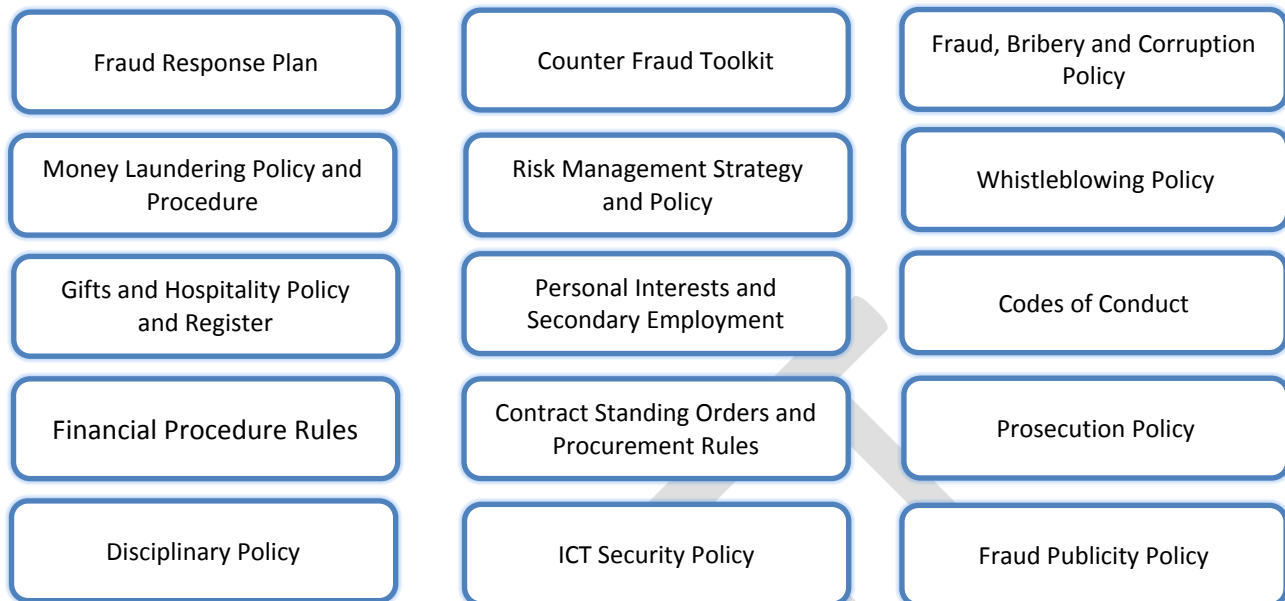 Fraud Response Plan
Counter Fraud Toolkit
Fraud, Bribery and Corruption
Policy
Money Laundering Policy and
Procedure
Risk Management Strategy
and Policy
Whistleblowing Policy
Gifts and Hospitality Policy
and Register
Personal Interests and
Secondary Employment
Codes of Conduct
Financial Procedure Rules
Contract Standing Orders and
Procurement Rules
Prosecution Policy
Disciplinary Policy
ICT Security Policy
Fraud Publicity Policy